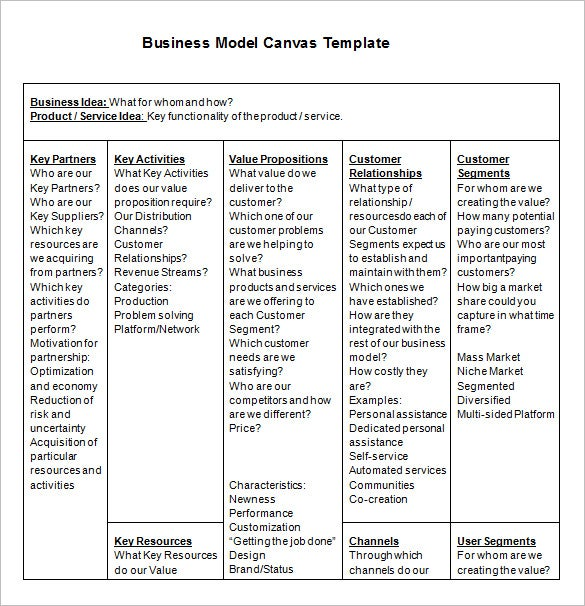 Business Model Canvas Template
Business Idea: What for whom and how?
Product / Service Idea: Key functionality of the product / service.
Key Partners
Who are our
Key Partners?
Who are our
Key Suppliers?
Which key
resources are
we acquiring
from partners?
Which key
activities do
partners
perform?
Motivation for
partnership:
Optimization
and economy
Reduction of
risk and
uncertainty
Acquisition of
particular
resources and
activities
Key Activities
What Key Activities
does our value
proposition require?
Our Distribution
Channels?
Customer
Relationships?
Revenue Streams?
Categories:
Production
Problem solving
Platform/Network
Key Resources
What Key Resources
do our Value
Value Propositions
What value do we
deliver to the
customer?
Which one of our
customer problems
are we helping to
solve?
What business
products and services
are we offering to
each Customer
Segment?
Which customer
needs are we
satisfying?
Who are our
competitors and how
are we different?
Price?
Characteristics:
Newness
Performance
Customization
“Getting the job done”
Design
Brand/Status
Customer
Relationships
What type of
relationship /
resourcesdo each of
our Customer
Segments expect us
to establish and
maintain with them?
Which ones we
have established?
How are they
integrated with the
rest of our business
model?
How costly they
are?
Examples:
Personal assistance
Dedicated personal
assistance
Self-service
Automated services
Communities
Co-creation
Channels
Through which
channels do our
Customer
Segments
For whom are we
creating the value?
How many potential
paying customers?
Who are our most
importantpaying
customers?
How big a market
share could you
capture in what time
frame?
Mass Market
Niche Market
Segmented
Diversified
Multi-sided Platform
User Segments
For whom are we
creating the value?